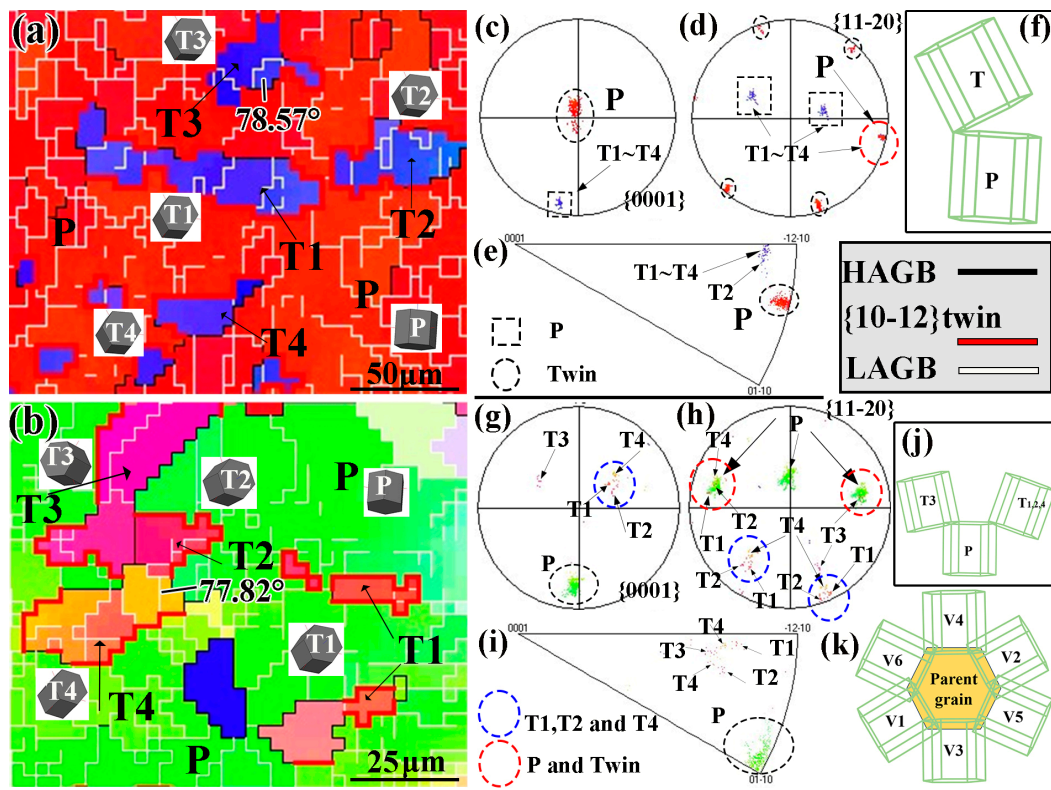 (a)
T3
T3
78.57°
T2
P
T1
T1
T2
P
T4
T4
P
50μm
(b)
T3
T3
T2
P
P
T2
77.82°
T1
T4
T4
T1
P
25μm
(c)
P
T1~T4
{0001}
(d)
{11-20}
P
T1~T4
(e)
0001
-12-10
T1~T4
T2
P
01-10
P
Twin
(f)
T
P
HAGB
{10-12}twin
LAGB
(g)
T3
T4
T1
T2
P
{0001}
(h)
{11-20}
P
T4
T1
T2
T4
T3
T1
T2
T1
T2
(i)
0001
-12-10
T4
T3
T1
T4
T2
P
01-10
T1,T2 and T4
P and Twin
(j)
T3
T1,2,4
P
(k)
V4
V6
V2
Parent
grain
V1
V5
V3